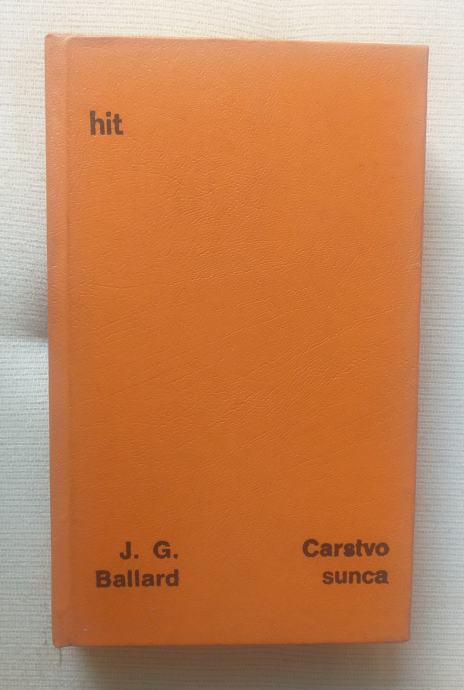 hit
J. G.
Ballard
Carstvo
sunca